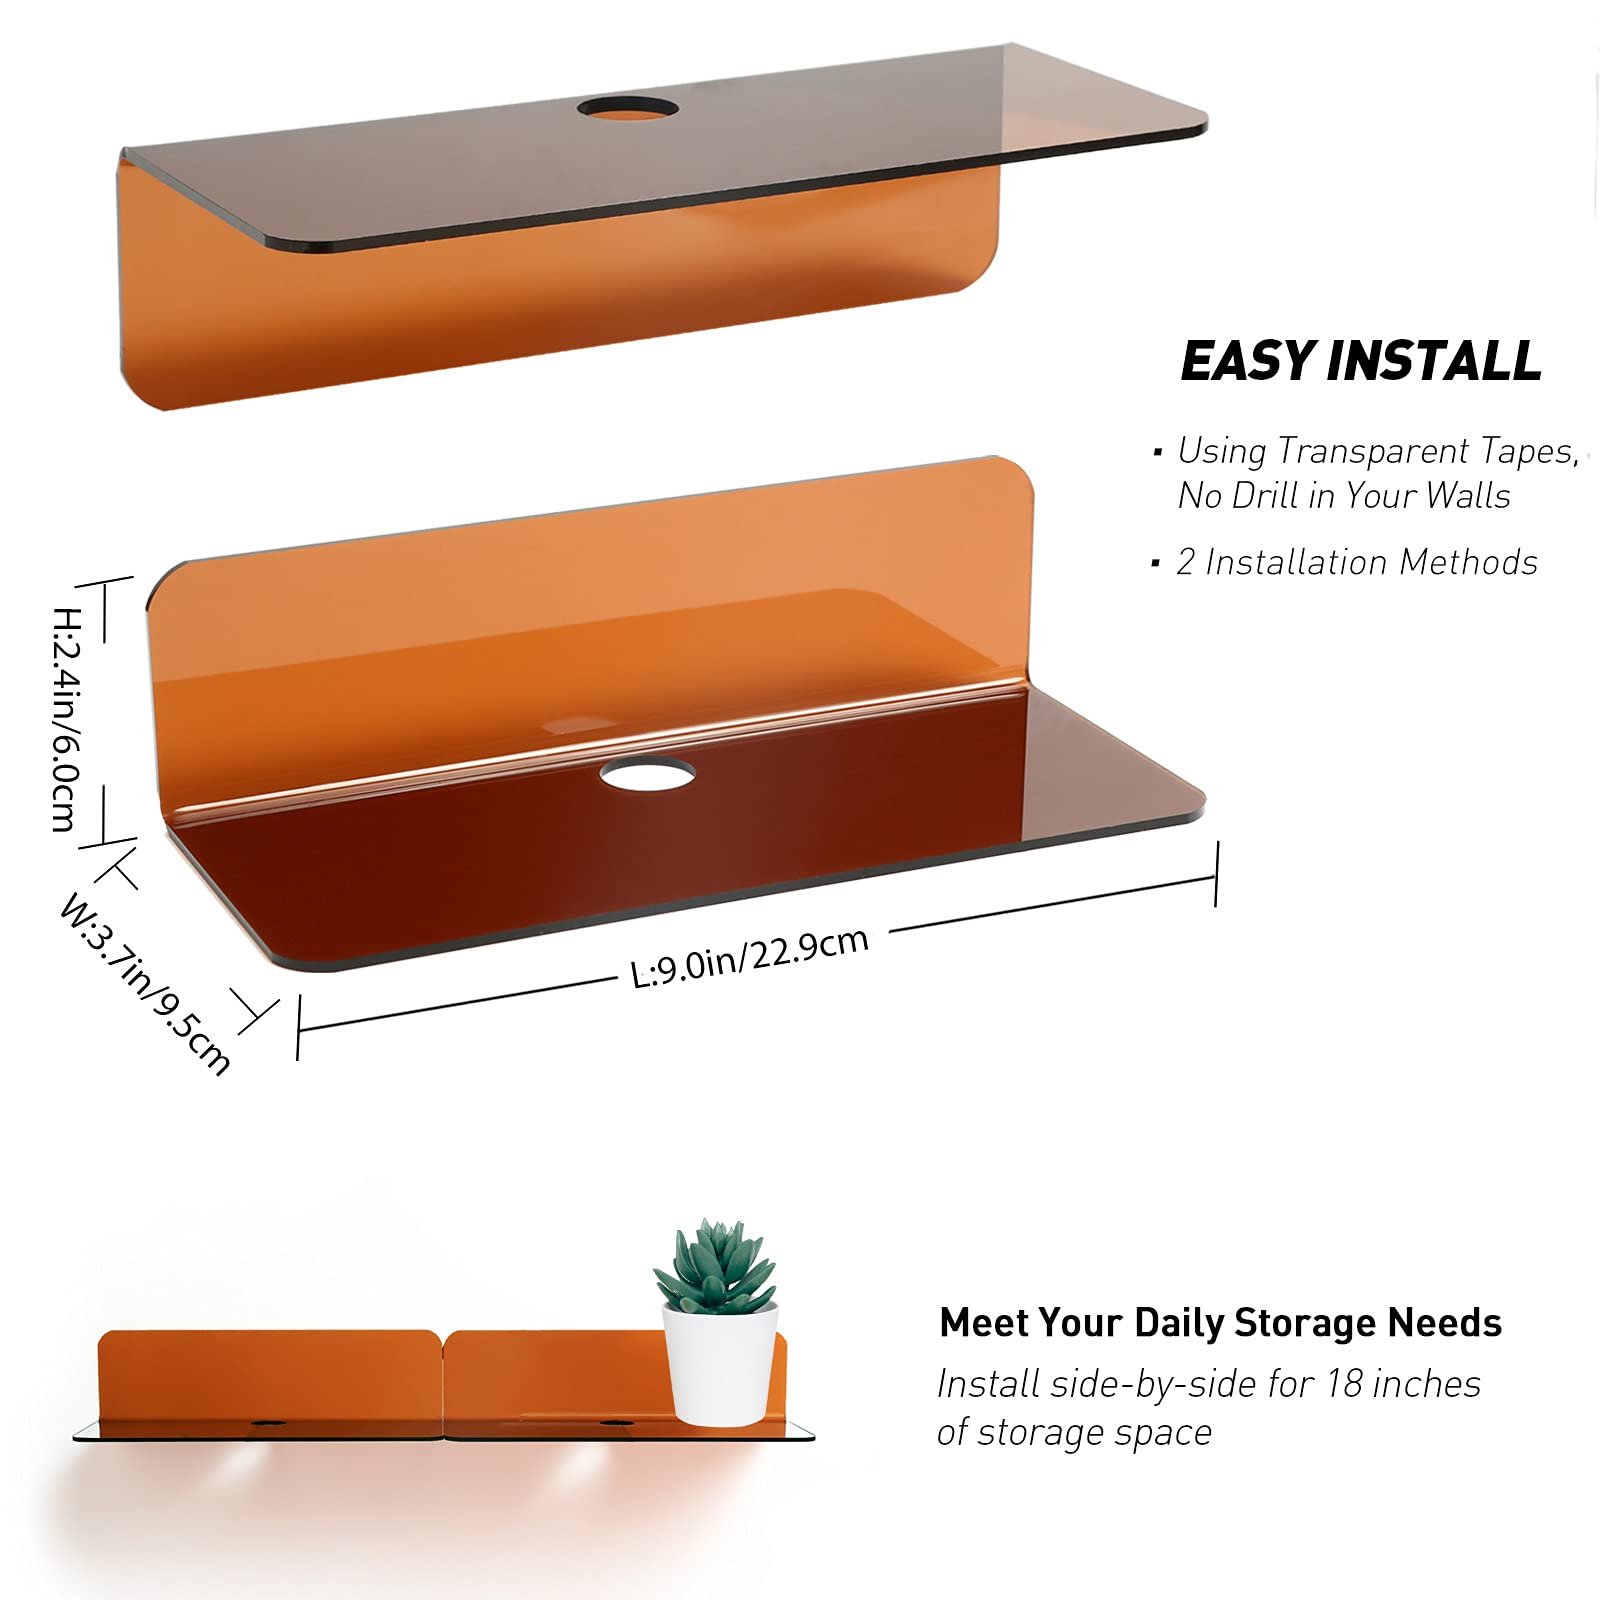 EASY INSTALL
▪ Using Transparent Tapes,
No Drill in Your Walls
▪ 2 Installation Methods
H:2.4in/6.0cm
W:3.7in/9.5cm
L:9.0in/22.9cm
Meet Your Daily Storage Needs
Install side-by-side for 18 inches
of storage space